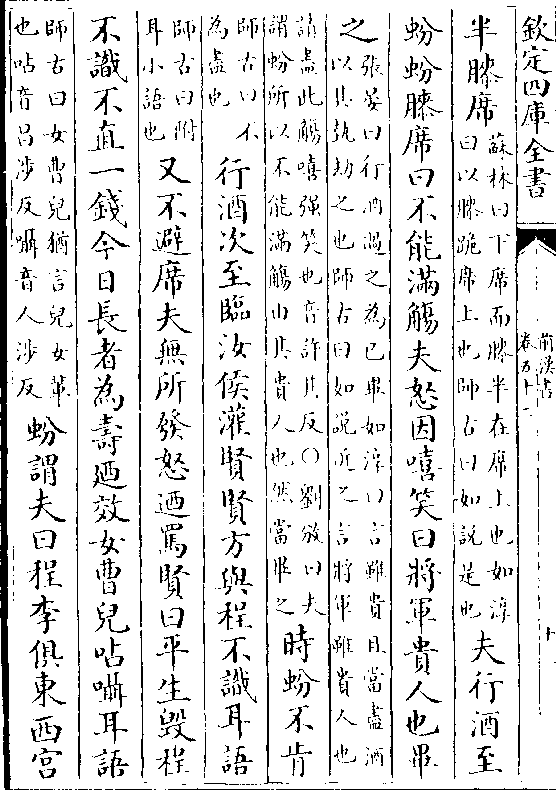 欽定四庫全書
前漢書
卷五十二
十
半膝席
蘇林曰下席而膝半在席上也如淳
曰以膝跪席上也師古曰如說是也
夫行酒至
蚡蚡膝席曰不能滿觴夫怒因嘻笑曰將軍貴人也畢
之
張晏曰行酒過之為已畢如淳曰言雖貴且當盡酒
以其執劫之也師古曰如說近之言將軍雖貴人也
請盡此觴嘻强笑也音許其反○劉攽曰夫
謂蚡所以不能滿觴由其貴人也然當畢之
時蚡不肯
師古曰不
為盡也
行酒次至臨汝侯灌賢賢方與程不識耳語
師古曰附
耳小語也
又不避席夫無所發怒迺罵賢曰平生毀程
不識不直一錢今日長者為壽廼效女曹兒呫囁耳語
師古曰女曹兒猶言兒女輩
也呫音昌涉反囁音人涉反
蚡謂夫曰程李俱東西宮